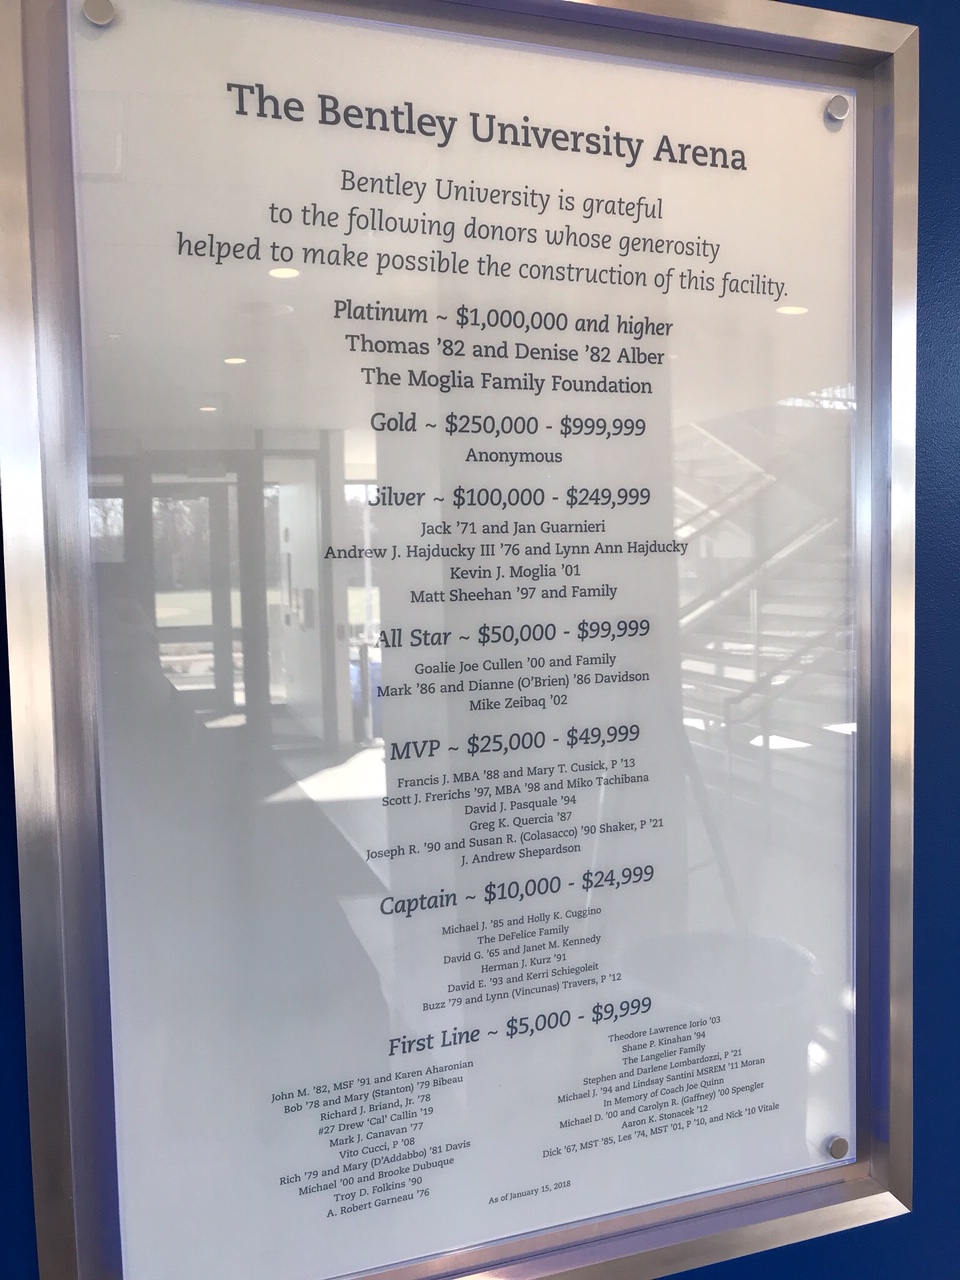 The Bentley University Arena
Bentley University is grateful
to the following donors whose generosity
helped to make possible the construction of this facility.
Platinum ~ $1,000,000 and higher
Thomas '82 and Denise '82 Alber
The Moglia Family Foundation
Gold ~ $250,000 - $999,999
Anonymous
Silver ~ $100,000 - $249,999
Jack '71 and Jan Guarnieri
Andrew J. Hajducky III '76 and Lynn Ann Hajducky
Kevin J. Moglia '01
Matt Sheehan '97 and Family
All Star ~ $50,000 - $99,999
Goalie Joe Cullen '00 and Family
Mark '86 and Dianne (O'Brien) '86 Davidson
Mike Zeibaq '02
MVP ~ $25,000 - $49,999
Francis J. MBA '88 and Mary T. Cusick, P '13
Scott J. Frerichs '97, MBA '98 and Miko Tachibana
David J. Pasquale '94
Greg K. Quercia '87
Joseph R. '90 and Susan R. (Colasacco) '90 Shaker, P '21
J. Andrew Shepardson
Captain ~ $10,000 - $24,999
Michael J. '85 and Holly K. Cuggino
The DeFelice Family
David G. '65 and Janet M. Kennedy
Herman J. Kurz '91
David E. '93 and Kerri Schiegoleit
Buzz '79 and Lynn (Vincunas) Travers, P '12
First Line ~ $5,000 - $9,999
John M. '82, MSF '91 and Karen Aharonian
Bob '78 and Mary (Stanton) '79 Bibeau
Richard J. Briand, Jr. '78
#27 Drew 'Cal' Callin '19
Mark J. Canavan '77
Vito Cucci, P '08
Rich '79 and Mary (D'Addabbo) '81 Davis
Michael '00 and Brooke Dubuque
Troy D. Folkins '90
A. Robert Garneau '76
Theodore Lawrence Iorio '03
Shane P. Kinahan '94
The Langelier Family
Stephen and Darlene Lombardozzi, P '21
Michael J. '94 and Lindsay Santini MSREM '11 Moran
In Memory of Coach Joe Quinn
Michael D. '00 and Carolyn R. (Gaffney) '00 Spengler
Aaron K. Stonacek '12
Dick '67, MST '85, Les '74, MST '01, P '10, and Nick '10 Vitale
As of January 15, 2018